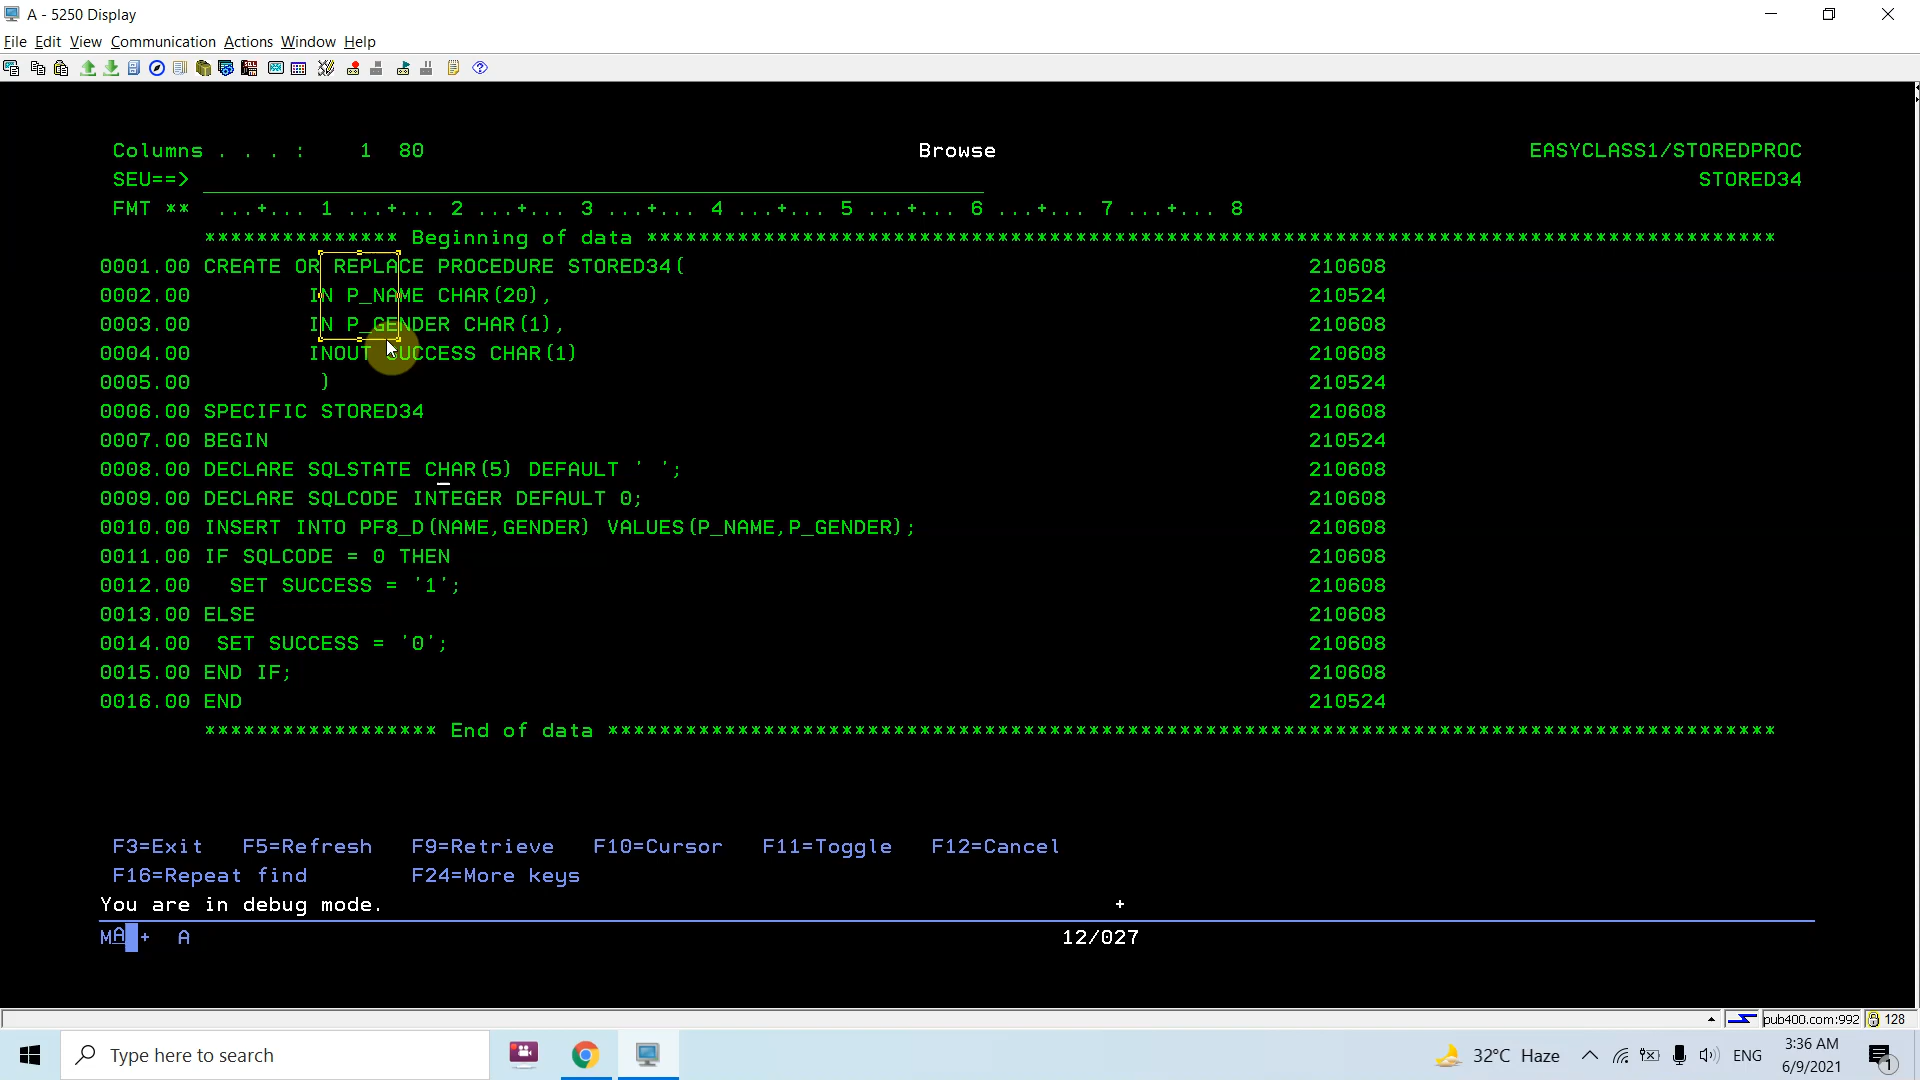 A - 5250 Display
File Edit View Communication Actions Window Help
Columns . . . :    1  80                                      Browse                                         EASYCLASS1/STOREDPROC
SEU==> ____________________________________________________________ STORED34
FMT **  ...+... 1 ...+... 2 ...+... 3 ...+... 4 ...+... 5 ...+... 6 ...+... 7 ...+... 8
*************** Beginning of data ***************************************************************************************
0001.00 CREATE OR REPLACE PROCEDURE STORED34( 210608
0002.00         IN P_NAME CHAR(20), 210524
0003.00         IN P_GENDER CHAR(1), 210608
0004.00         INOUT SUCCESS CHAR(1) 210608
0005.00          ) 210524
0006.00 SPECIFIC STORED34 210608
0007.00 BEGIN 210524
0008.00 DECLARE SQLSTATE CHAR(5) DEFAULT ' '; 210608
0009.00 DECLARE SQLCODE INTEGER DEFAULT 0; 210608
0010.00 INSERT INTO PF8_D(NAME,GENDER) VALUES(P_NAME,P_GENDER); 210608
0011.00 IF SQLCODE = 0 THEN 210608
0012.00   SET SUCCESS = '1'; 210608
0013.00 ELSE 210608
0014.00  SET SUCCESS = '0'; 210608
0015.00 END IF; 210608
0016.00 END 210524
****************** End of data ******************************************************************************************
F3=Exit   F5=Refresh   F9=Retrieve   F10=Cursor   F11=Toggle   F12=Cancel
F16=Repeat find        F24=More keys
You are in debug mode. +
MA + A 12/027
pub400.com:992 128
Type here to search 32°C Haze ENG 3:36 AM
6/9/2021 1